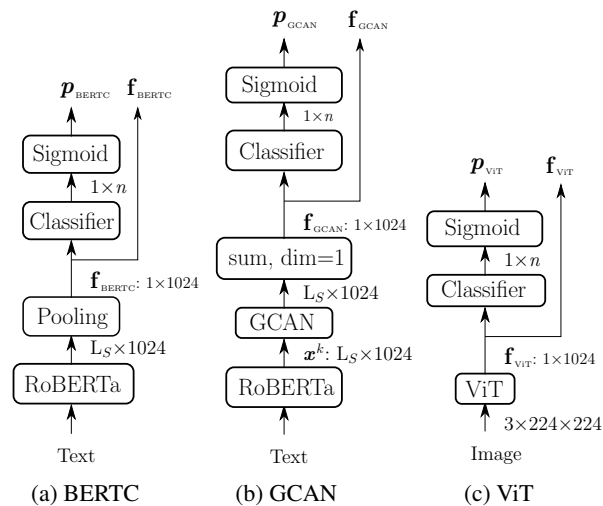 p_BERTC f_BERTC
Sigmoid
1×n
Classifier
f_BERTC: 1×1024
Pooling
L_S×1024
RoBERTa
Text
(a) BERTC
p_GCAN f_GCAN
Sigmoid
1×n
Classifier
f_GCAN: 1×1024
sum, dim=1
L_S×1024
GCAN
x^k: L_S×1024
RoBERTa
Text
(b) GCAN
p_ViT f_ViT
Sigmoid
1×n
Classifier
f_ViT: 1×1024
ViT
3×224×224
Image
(c) ViT